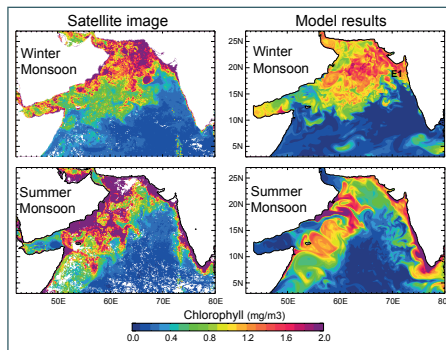 Satellite image
Model results
Winter
Monsoon
25N
20N
15N
10N
5N
Winter
Monsoon
E1
Summer
Monsoon
25N
20N
15N
10N
5N
Summer
Monsoon
50E 60E 70E 80
50E 60E 70E 80
Chlorophyll (mg/m3)
0.0 0.4 0.8 1.2 1.6 2.0